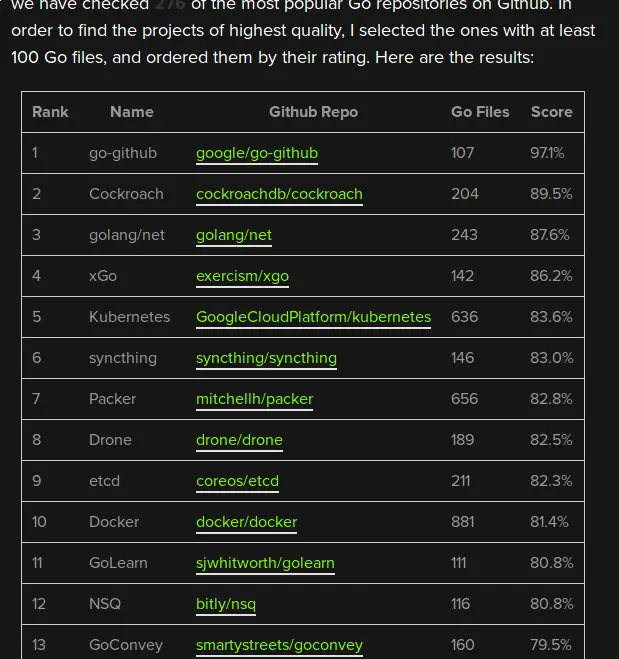 we have checked 276 of the most popular Go repositories on Github. In
order to find the projects of highest quality, I selected the ones with at least
100 Go files, and ordered them by their rating. Here are the results:
Rank Name Github Repo Go Files Score
1 go-github google/go-github 107 97.1%
2 Cockroach cockroachdb/cockroach 204 89.5%
3 golang/net golang/net 243 87.6%
4 xGo exercism/xgo 142 86.2%
5 Kubernetes GoogleCloudPlatform/kubernetes 636 83.6%
6 syncthing syncthing/syncthing 146 83.0%
7 Packer mitchellh/packer 656 82.8%
8 Drone drone/drone 189 82.5%
9 etcd coreos/etcd 211 82.3%
10 Docker docker/docker 881 81.4%
11 GoLearn sjwhitworth/golearn 111 80.8%
12 NSQ bitly/nsq 116 80.8%
13 GoConvey smartystreets/goconvey 160 79.5%